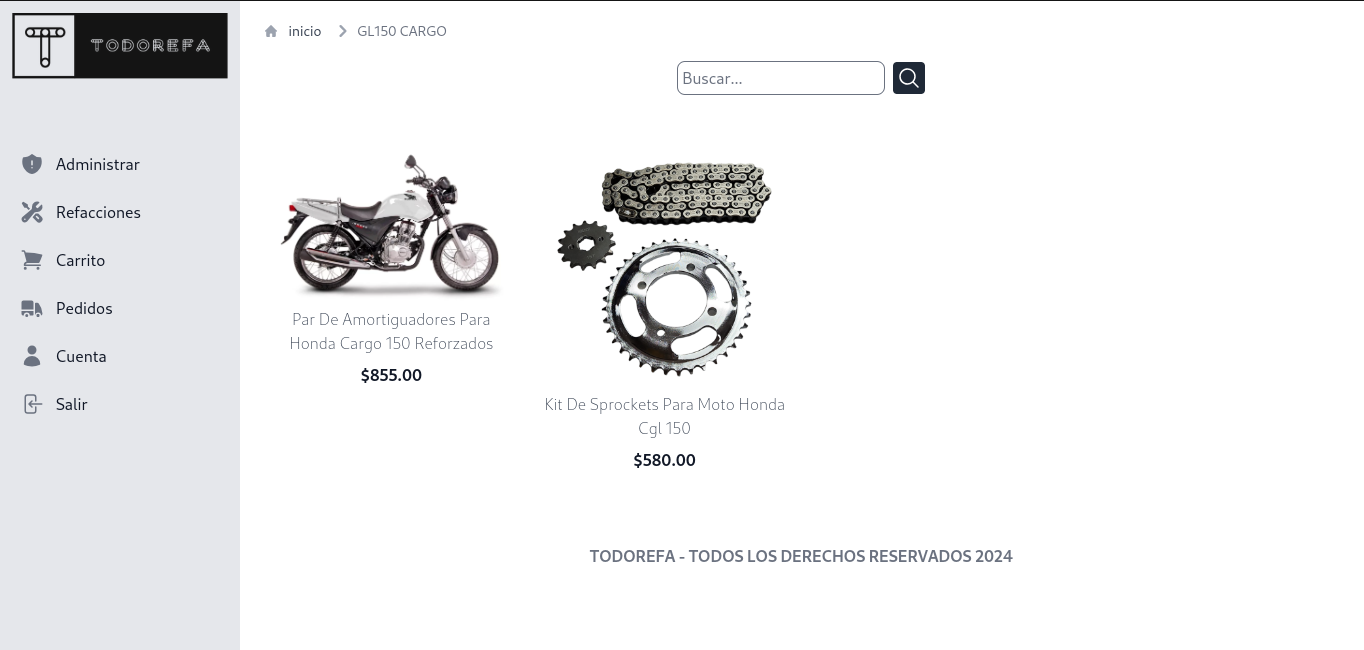 TODOREFA
inicio
GL150 CARGO
Buscar...
Administrar
Refacciones
Carrito
Pedidos
Cuenta
Salir
Par De Amortiguadores Para
Honda Cargo 150 Reforzados
$855.00
Kit De Sprockets Para Moto Honda
Cgl 150
$580.00
TODOREFA - TODOS LOS DERECHOS RESERVADOS 2024